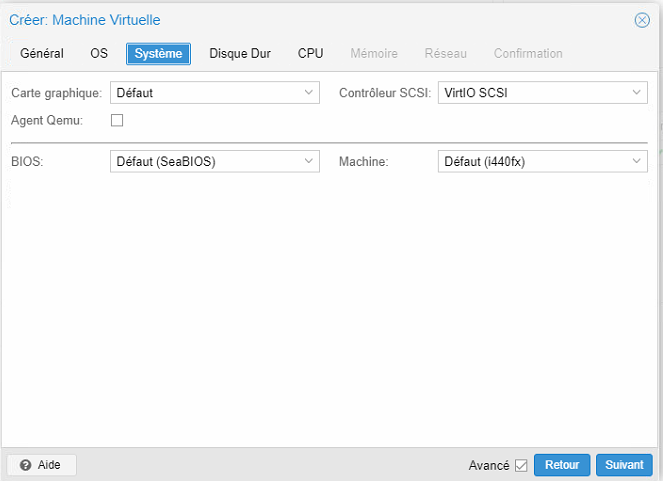 Créer: Machine Virtuelle
Général OS Système Disque Dur CPU Mémoire Réseau Confirmation
Carte graphique: Défaut Contrôleur SCSI: VirtIO SCSI
Agent Qemu:
BIOS: Défaut (SeaBIOS) Machine: Défaut (i440fx)
Aide Avancé Retour Suivant